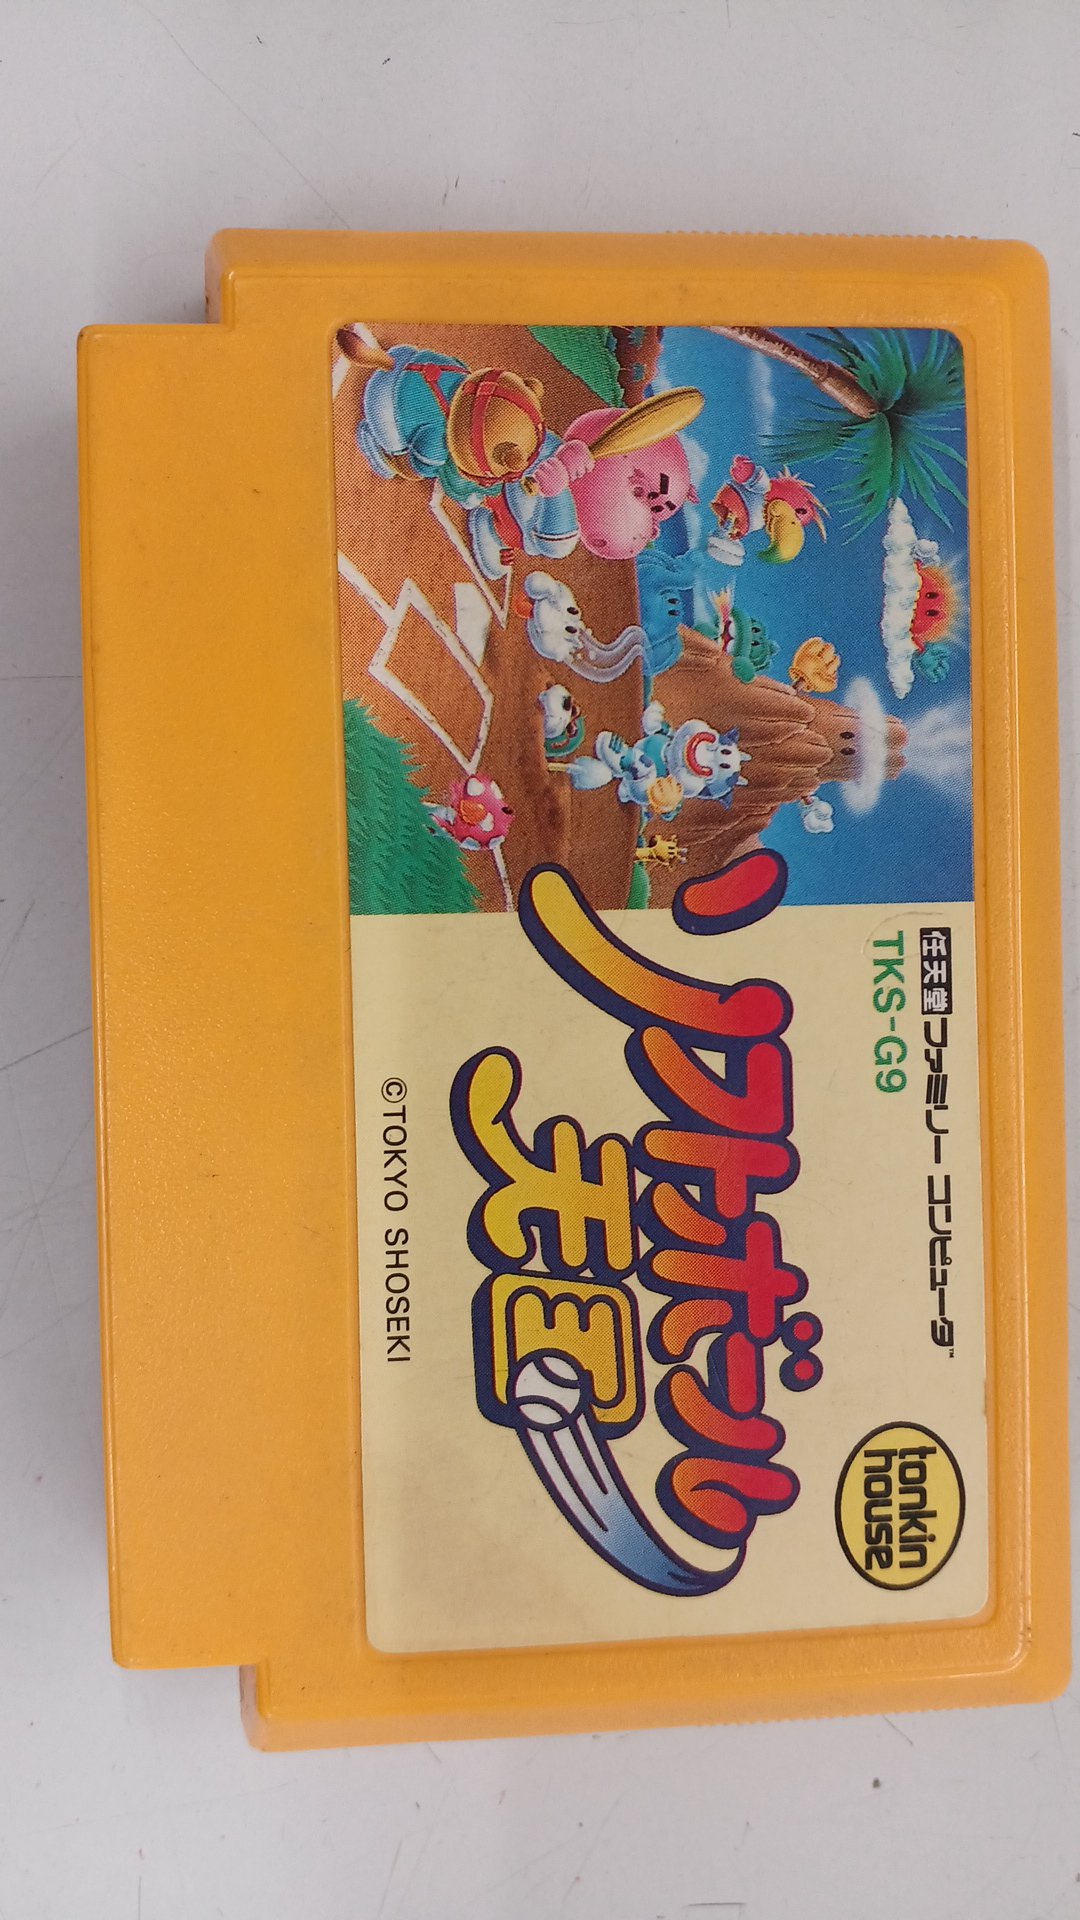 任天堂 ファミリー コンピュータ™
TKS-G9
tonkin
house
ソフトボール
天国
©TOKYO SHOSEKI